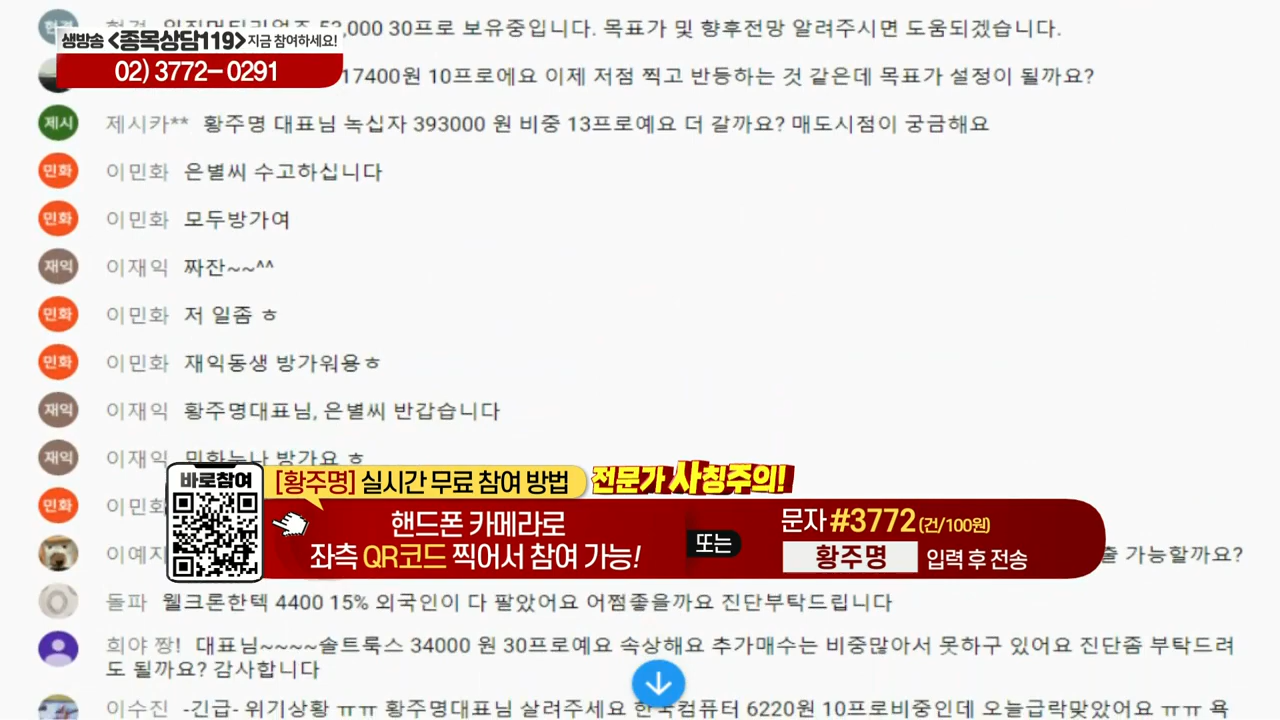 생방송 <종목상담119> 지금 참여하세요!
02) 3772-0291
,000 30프로 보유중입니다. 목표가 및 향후전망 알려주시면 도움되겠습니다.
17400원 10프로에요 이제 저점 찍고 반등하는 것 같은데 목표가 설정이 될까요?
제시 제시카** 황주명 대표님 녹십자 393000 원 비중 13프로예요 더 갈까요? 매도시점이 궁금해요
민화 이민화 은별씨 수고하십니다
민화 이민화 모두방가여
재익 이재익 짜잔~~^^
민화 이민화 저 일좀 ㅎ
민화 이민화 재익동생 방가워용ㅎ
재익 이재익 황주명대표님, 은별씨 반갑습니다
재익 이재익 민화누나 방가요 ㅎ
민화 이민화
이예지 출 가능할까요?
바로참여
[황주명] 실시간 무료 참여 방법
전문가 사칭주의!
핸드폰 카메라로
좌측 QR코드 찍어서 참여 가능!
또는
문자 #3772 (건/100원)
황주명 입력 후 전송
돌파 웰크론한텍 4400 15% 외국인이 다 팔았어요 어쩜좋을까요 진단부탁드립니다
희야 짱! 대표님~~~~솔트룩스 34000 원 30프로예요 속상해요 추가매수는 비중많아서 못하구 있어요 진단좀 부탁드려
도 될까요? 감사합니다
이수진 -긴급- 위기상황 ㅠㅠ 황주명대표님 살려주세요 한국컴퓨터 6220원 10프로비중인데 오늘급락맞았어요 ㅠㅠ 욕